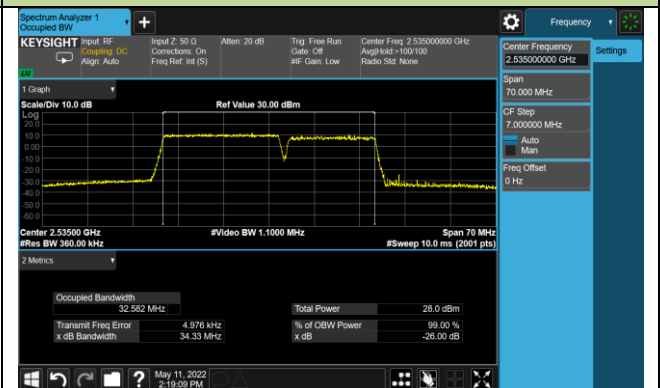 Spectrum Analyzer 1
Occupied BW
Frequency
KEYSIGHT
Input: RF
Coupling: DC
Align: Auto
Input Z: 50 Ω
Corrections: On
Freq Ref: Int (S)
Atten: 20 dB
Trig: Free Run
Gate: Off
#IF Gain: Low
Center Freq: 2.535000000 GHz
Avg|Hold:>100/100
Radio Std: None
Center Frequency
2.535000000 GHz
Settings
Span
70.000 MHz
CF Step
7.000000 MHz
Auto
Man
Freq Offset
0 Hz
1 Graph
Scale/Div 10.0 dB
Ref Value 30.00 dBm
Log
20.0
10.0
0.00
-10.0
-20.0
-30.0
-40.0
-50.0
-60.0
Center 2.53500 GHz
#Video BW 1.1000 MHz
Span 70 MHz
#Res BW 360.00 kHz
#Sweep 10.0 ms (2001 pts)
2 Metrics
Occupied Bandwidth
32.582 MHz
Total Power 28.0 dBm
Transmit Freq Error 4.976 kHz
% of OBW Power 99.00 %
x dB Bandwidth 34.33 MHz
x dB -26.00 dB
?
May 11, 2022
2:19:09 PM